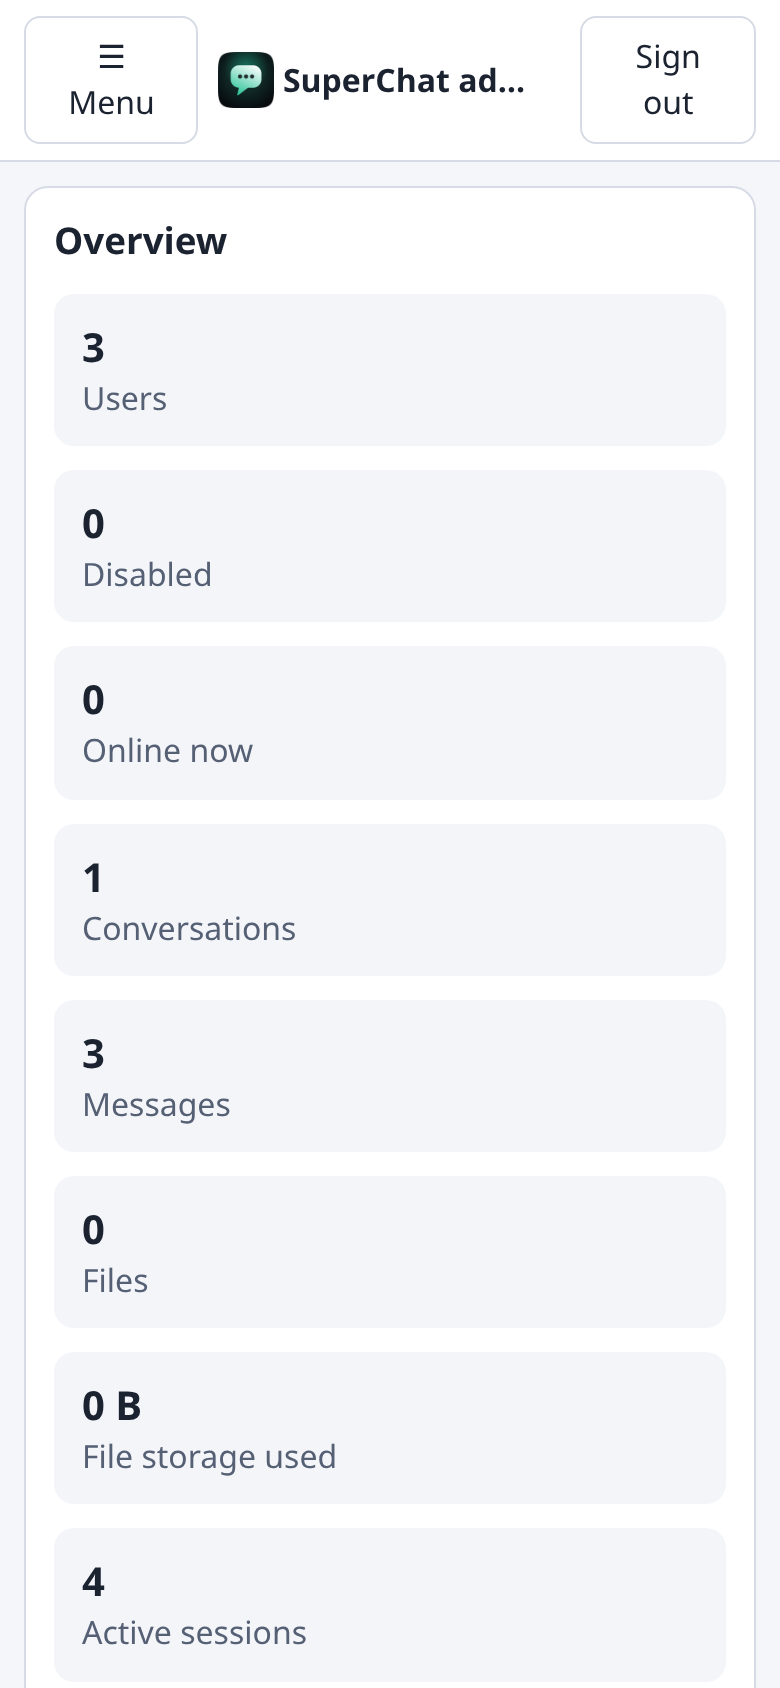 ☰
Menu
SuperChat ad...
Sign
out
Overview
3
Users
0
Disabled
0
Online now
1
Conversations
3
Messages
0
Files
0 B
File storage used
4
Active sessions